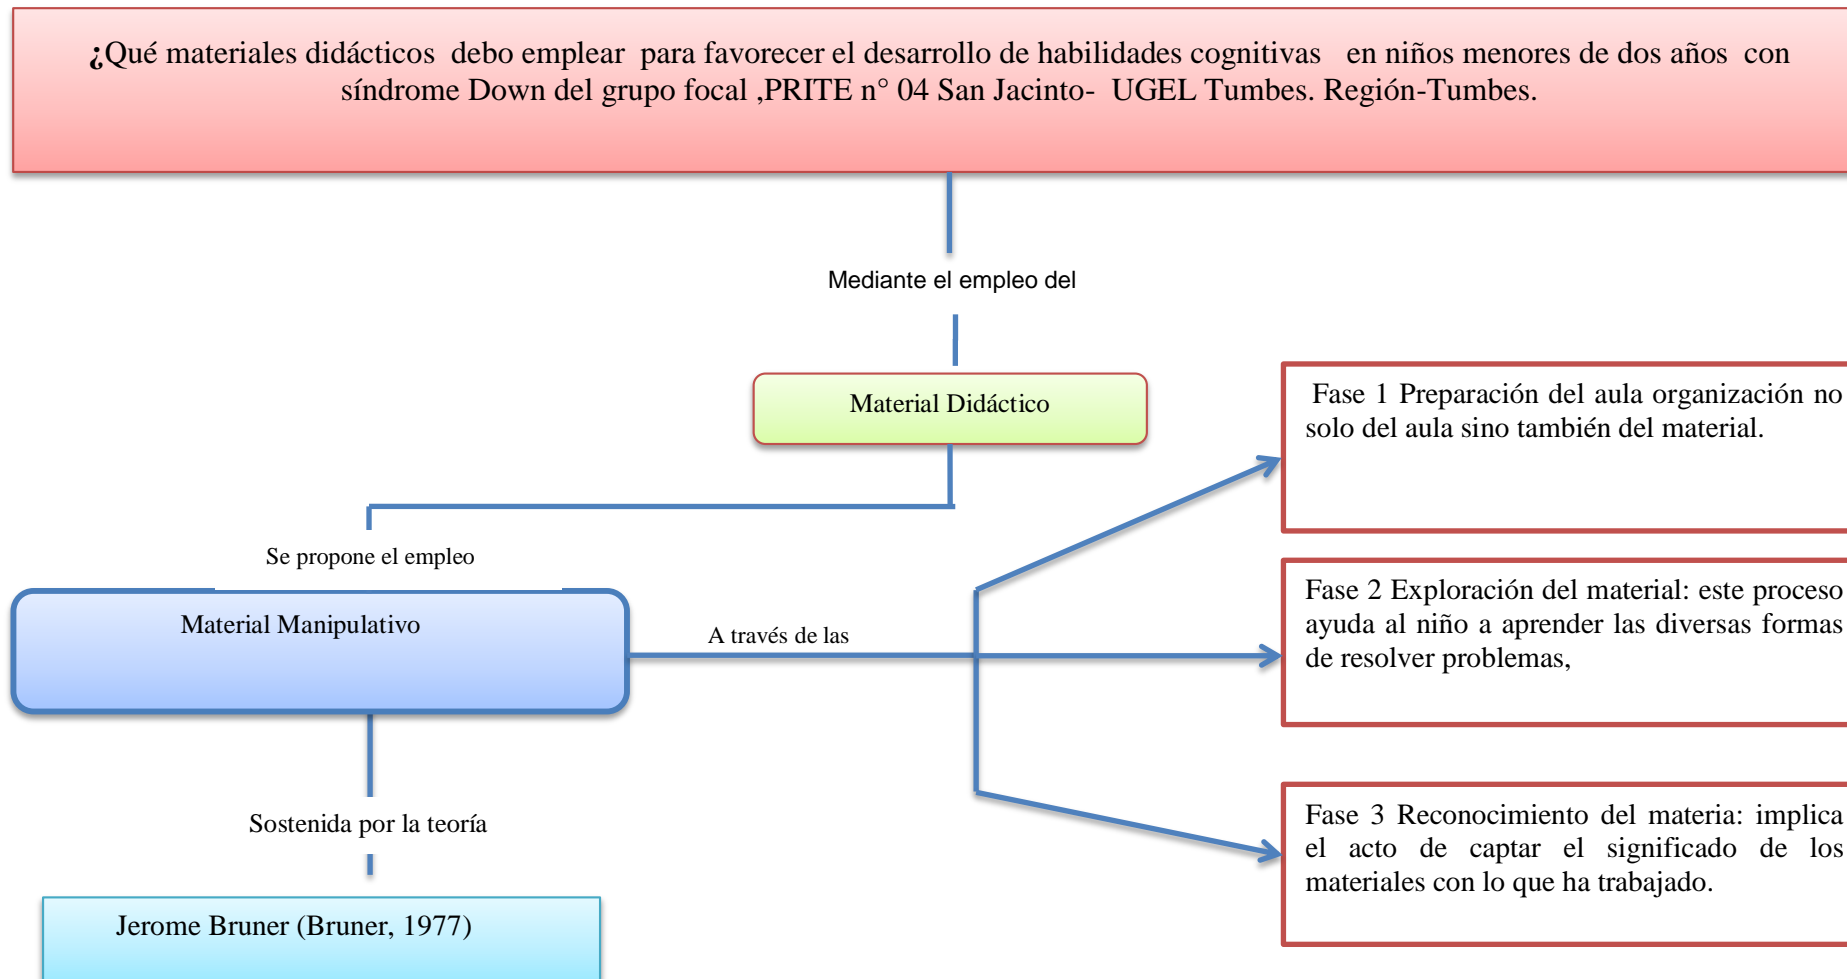 ¿Qué materiales didácticos debo emplear para favorecer el desarrollo de habilidades cognitivas en niños menores de dos años con
síndrome Down del grupo focal ,PRITE n° 04 San Jacinto- UGEL Tumbes. Región-Tumbes.
Mediante el empleo del
Material Didáctico
Fase 1 Preparación del aula organización no
solo del aula sino también del material.
Se propone el empleo
Material Manipulativo
A través de las
Fase 2 Exploración del material: este proceso
ayuda al niño a aprender las diversas formas
de resolver problemas,
Sostenida por la teoría
Fase 3 Reconocimiento del materia: implica
el acto de captar el significado de los
materiales con lo que ha trabajado.
Jerome Bruner (Bruner, 1977)